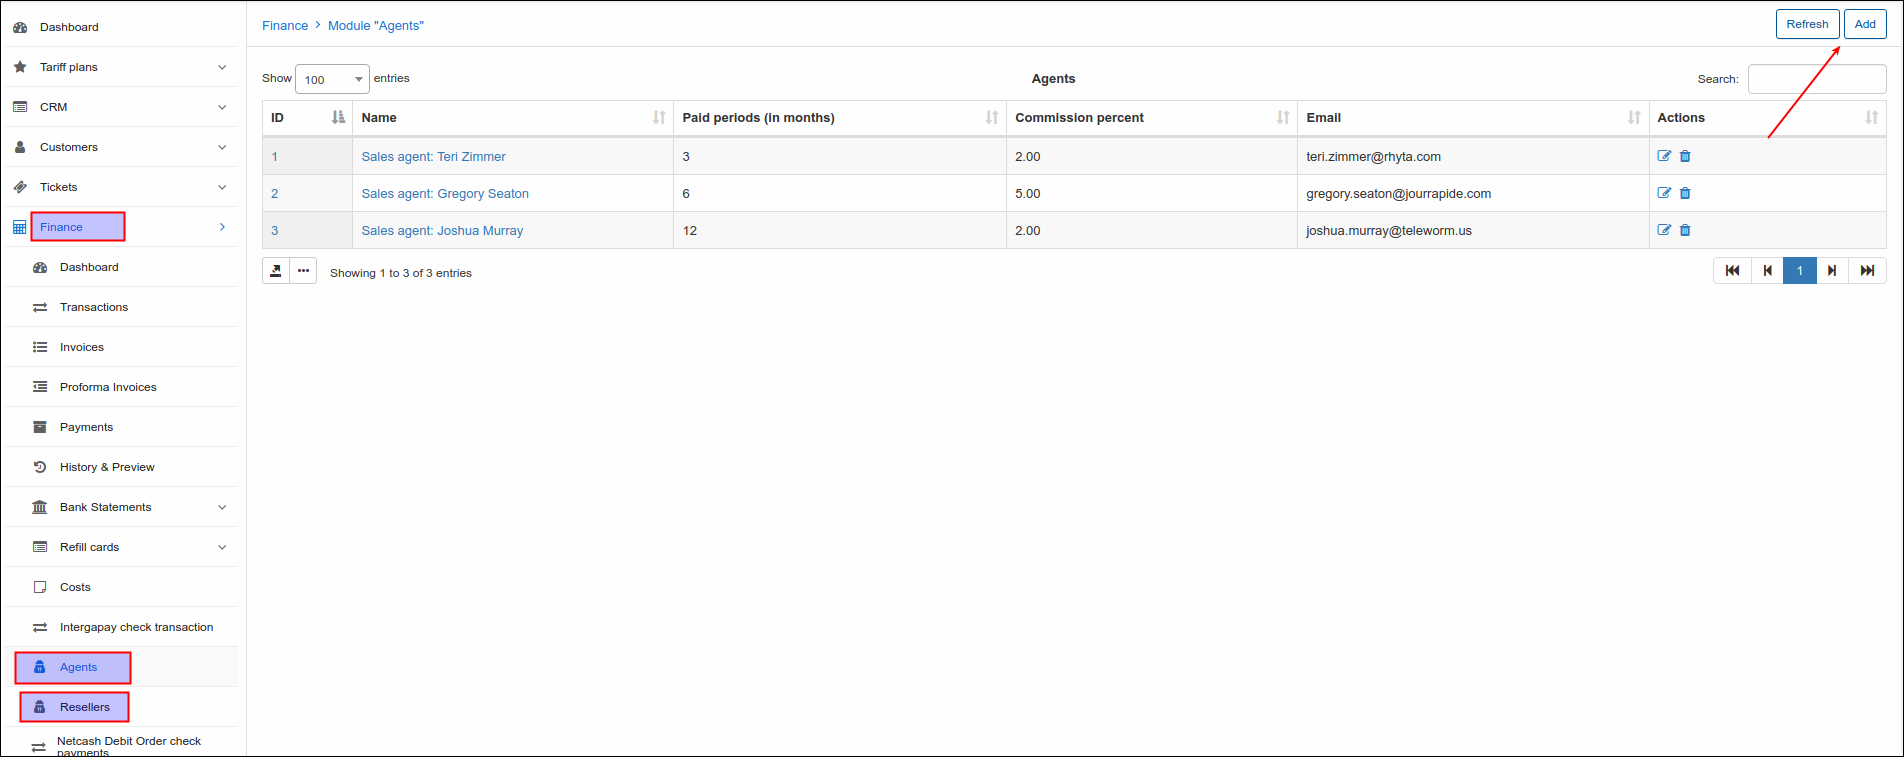 Dashboard
Tariff plans
CRM
Customers
Tickets
Finance
Dashboard
Transactions
Invoices
Proforma Invoices
Payments
History & Preview
Bank Statements
Refill cards
Costs
Intergapay check transaction
Agents
Resellers
Netcash Debit Order check
payments
Finance > Module "Agents"
Refresh Add
Show 100 entries
Agents
Search:
ID Name Paid periods (in months) Commission percent Email Actions
1 Sales agent: Teri Zimmer 3 2.00 teri.zimmer@rhyta.com
2 Sales agent: Gregory Seaton 6 5.00 gregory.seaton@jourrapide.com
3 Sales agent: Joshua Murray 12 2.00 joshua.murray@teleworm.us
Showing 1 to 3 of 3 entries
1